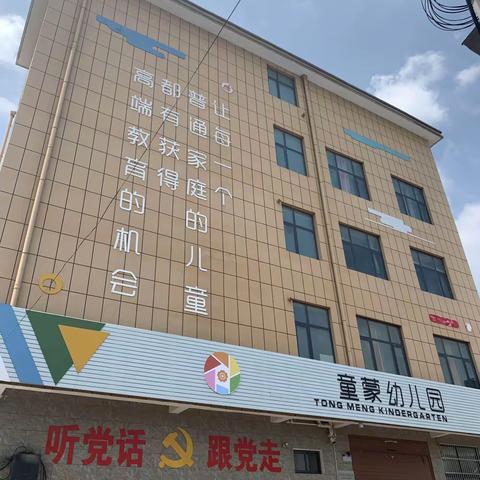 让每一个
普通家庭的儿童
都有获得
高端教育的机会
童蒙幼儿园
TONG MENG KINDERGARTEN
听党话 跟党走